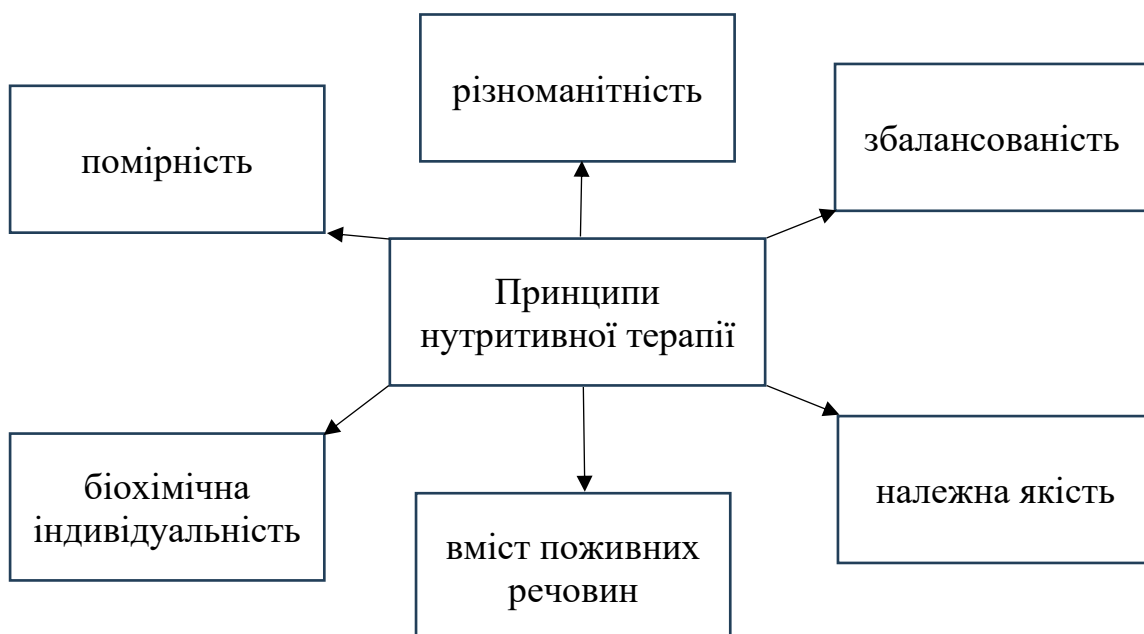 різноманітність
збалансованість
помірність
Принципи
нутритивної терапії
біохімічна
індивідуальність
вміст поживних
речовин
належна якість